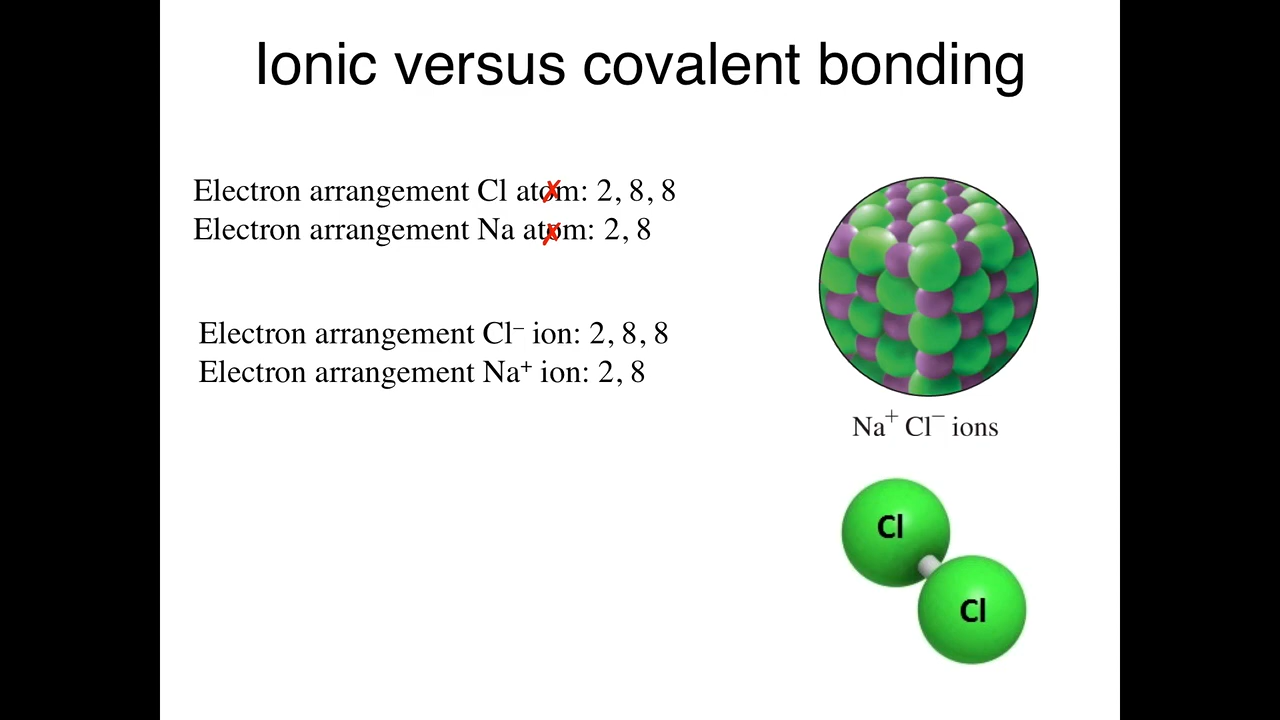 Ionic versus covalent bonding
Electron arrangement Cl atom: 2, 8, 8
Electron arrangement Na atom: 2, 8
Electron arrangement Cl⁻ ion: 2, 8, 8
Electron arrangement Na⁺ ion: 2, 8
Na⁺ Cl⁻ ions
Cl
Cl